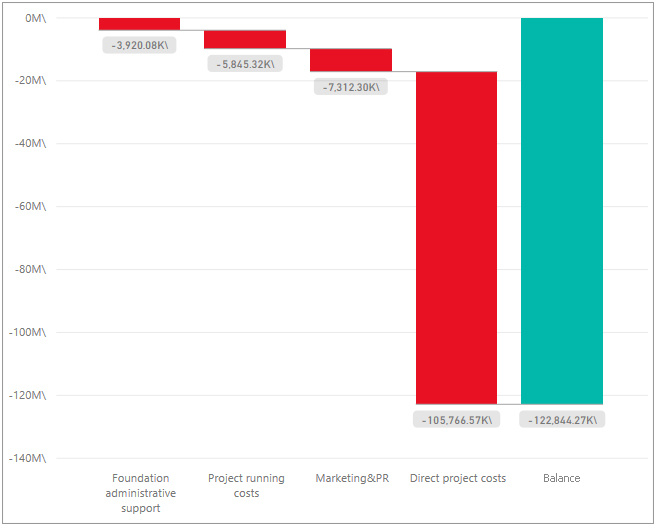 0M\
-20M\
-40M\
-60M\
-80M\
-100M\
-120M\
-140M\
-3,920.08K\
-5,845.32K\
-7,312.30K\
-105,766.57K\
-122,844.27K\
Foundation
administrative
support
Project running
costs
Marketing&PR
Direct project costs
Balance